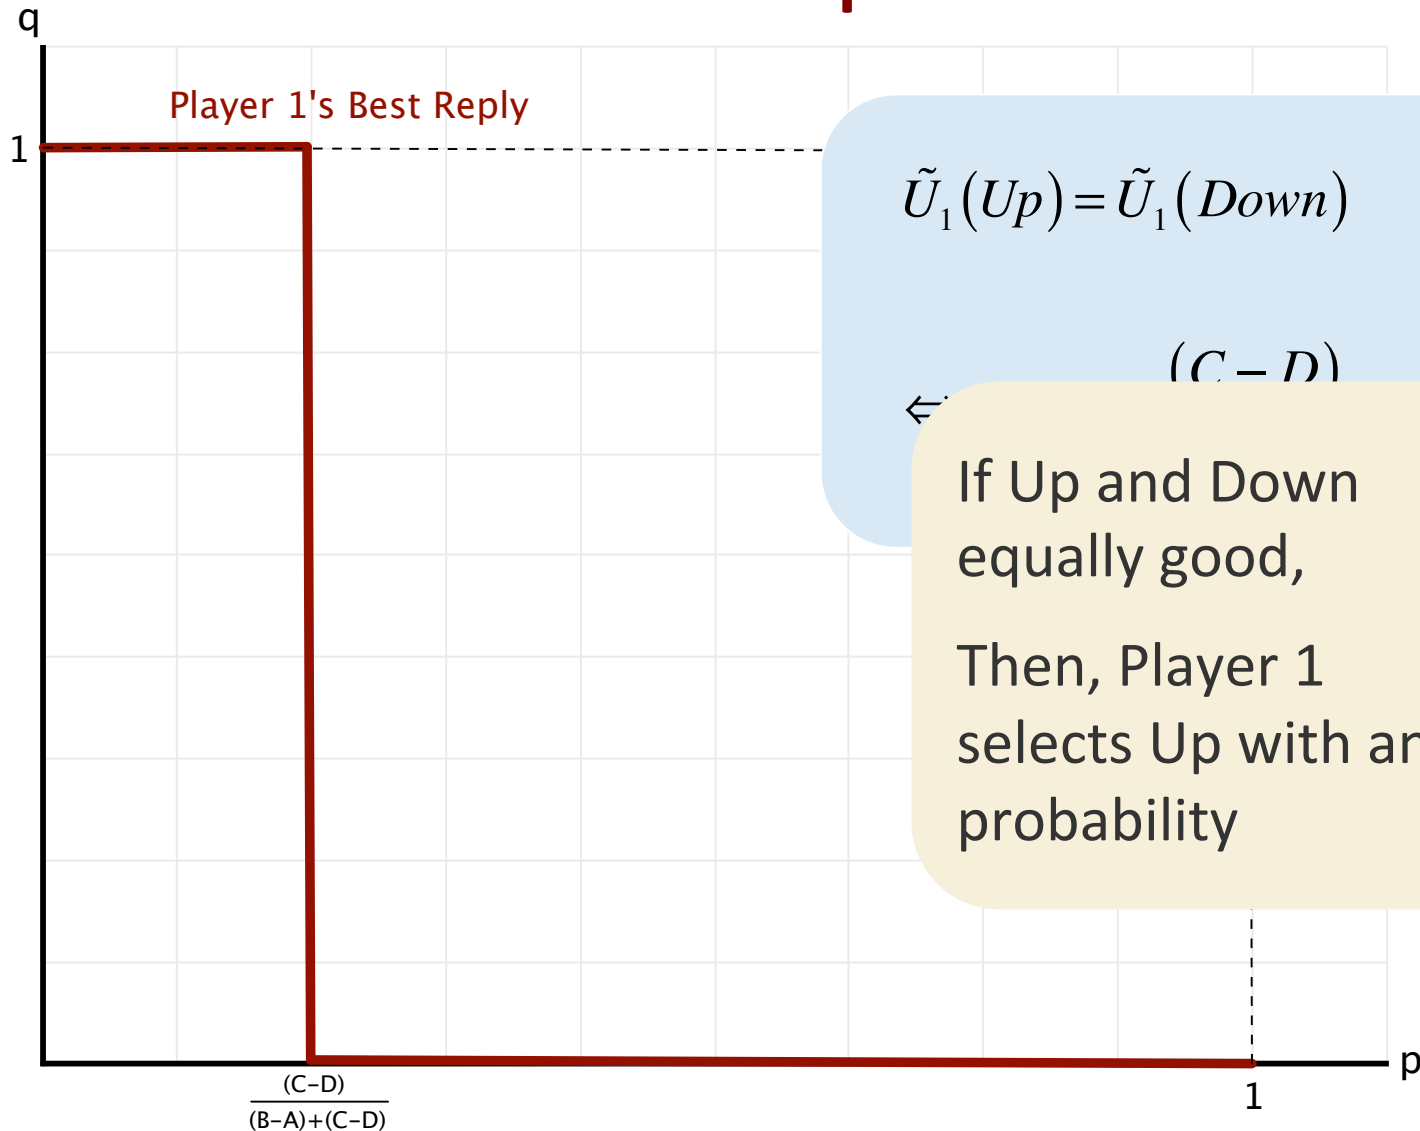 q
Player 1's Best Reply
1
Ũ₁(Up) = Ũ₁(Down)
(C – D)
⇔
If Up and Down
equally good,
Then, Player 1
selects Up with
probability
p
(C–D)
(B–A)+(C–D)
1